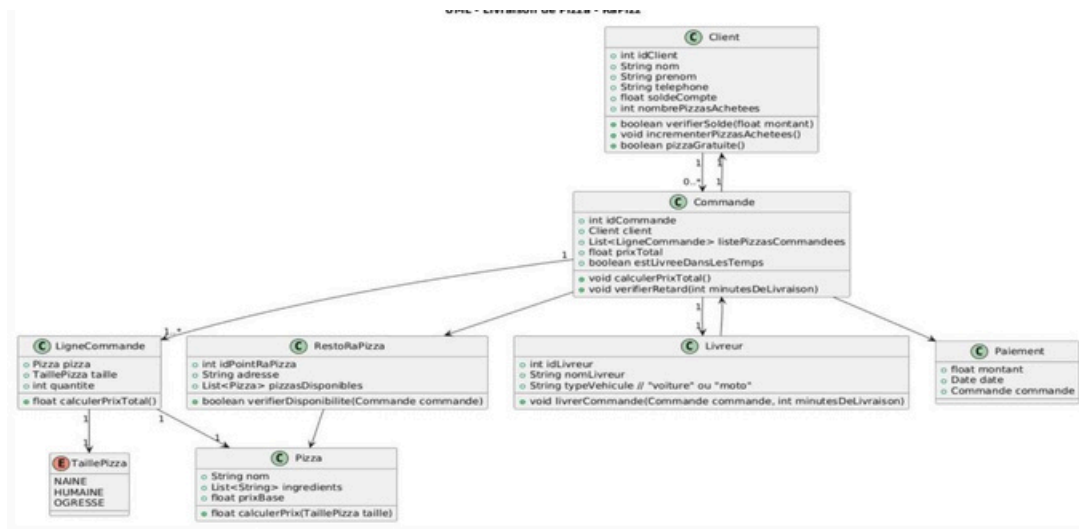 UML - Livraison de Pizza - RaPizz
C Client
int idClient
String nom
String prenom
String telephone
float soldeCompte
int nombrePizzasAchetees
boolean verifierSolde(float montant)
void incrementerPizzasAchetees()
boolean pizzaGratuite()
1 1
0..* 1
C Commande
int idCommande
Client client
List<LigneCommande> listePizzasCommandees
float prixTotal
boolean estLivreeDansLesTemps
void calculerPrixTotal()
void verifierRetard(int minutesDeLivraison)
1
1..*
1
1
C LigneCommande
Pizza pizza
TaillePizza taille
int quantite
float calculerPrixTotal()
C RestoRaPizza
int idPointRaPizza
String adresse
List<Pizza> pizzasDisponibles
boolean verifierDisponibilite(Commande commande)
C Livreur
int idLivreur
String nomLivreur
String typeVehicule // "voiture" ou "moto"
void livrerCommande(Commande commande, int minutesDeLivraison)
C Paiement
float montant
Date date
Commande commande
1 1
1 1
E TaillePizza
NAINE
HUMAINE
OGRESSE
C Pizza
String nom
List<String> ingredients
float prixBase
float calculerPrix(TaillePizza taille)